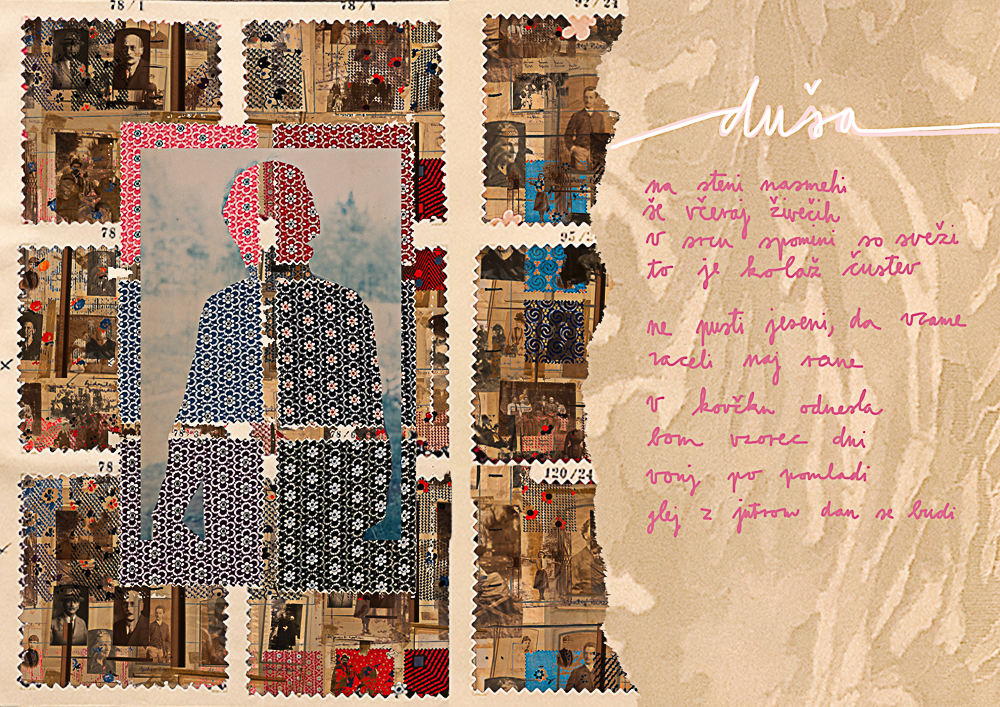 78/1
78/4
92/24
duša
na steni nasmehi
še včeraj živečih
v srcu spomini so sveži
to je kolaž čustev
ne pusti jeseni, da vzame
zaceli naj rane
v kovčku odnesla
bom vzorec dni
vonj po pomladi
glej z jutrom dan se budi
78
95/
78
120/24